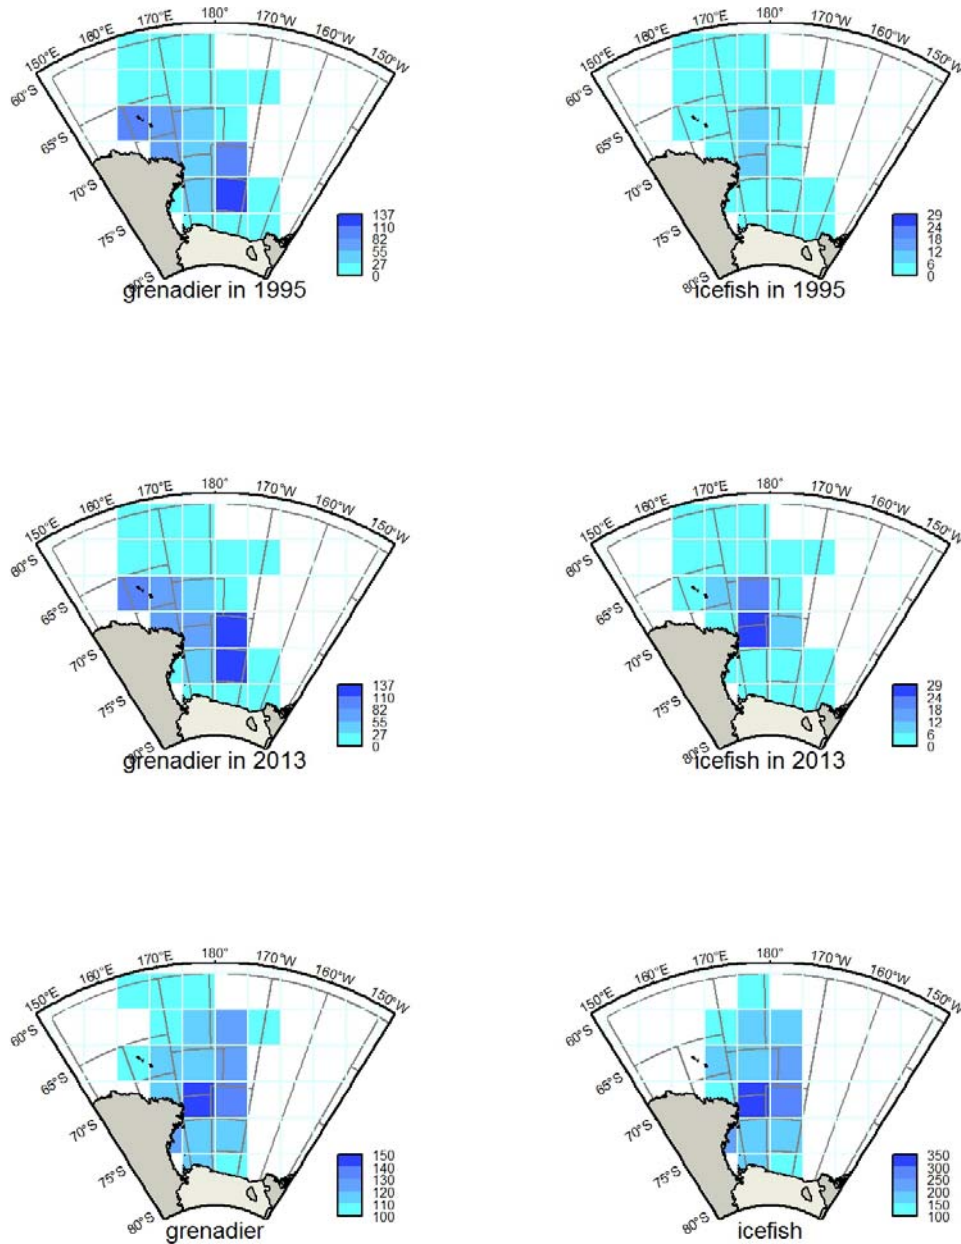 150°E 160°E 170°E 180° 170°W 160°W 150°W
60°S
65°S
70°S
75°S
80°S
137
110
82
55
27
0
grenadier in 1995
150°E 160°E 170°E 180° 170°W 160°W 150°W
60°S
65°S
70°S
75°S
80°S
29
24
18
12
6
0
icefish in 1995
150°E 160°E 170°E 180° 170°W 160°W 150°W
60°S
65°S
70°S
75°S
80°S
137
110
82
55
27
0
grenadier in 2013
150°E 160°E 170°E 180° 170°W 160°W 150°W
60°S
65°S
70°S
75°S
80°S
29
24
18
12
6
0
icefish in 2013
150°E 160°E 170°E 180° 170°W 160°W 150°W
60°S
65°S
70°S
75°S
80°S
150
140
130
120
110
100
grenadier
150°E 160°E 170°E 180° 170°W 160°W 150°W
60°S
65°S
70°S
75°S
80°S
350
300
250
200
150
100
icefish